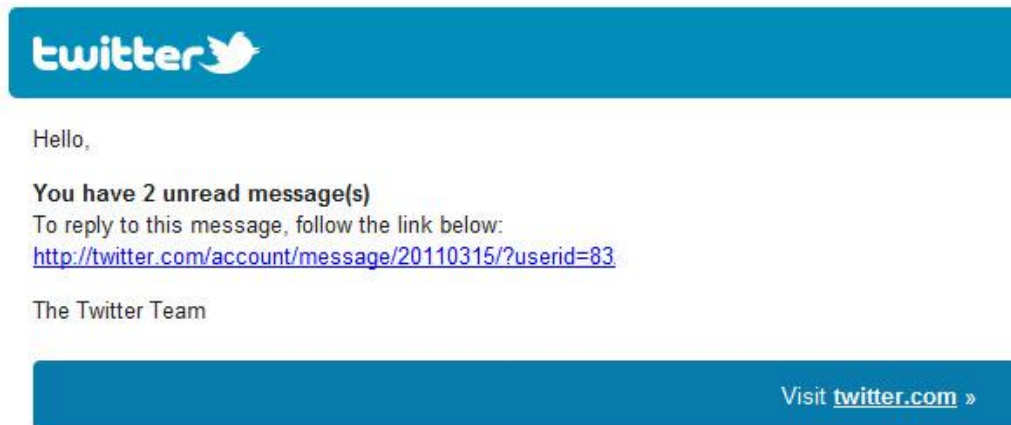 twitter
Hello,
You have 2 unread message(s)
To reply to this message, follow the link below:
http://twitter.com/account/message/20110315/?userid=83
The Twitter Team
Visit twitter.com »